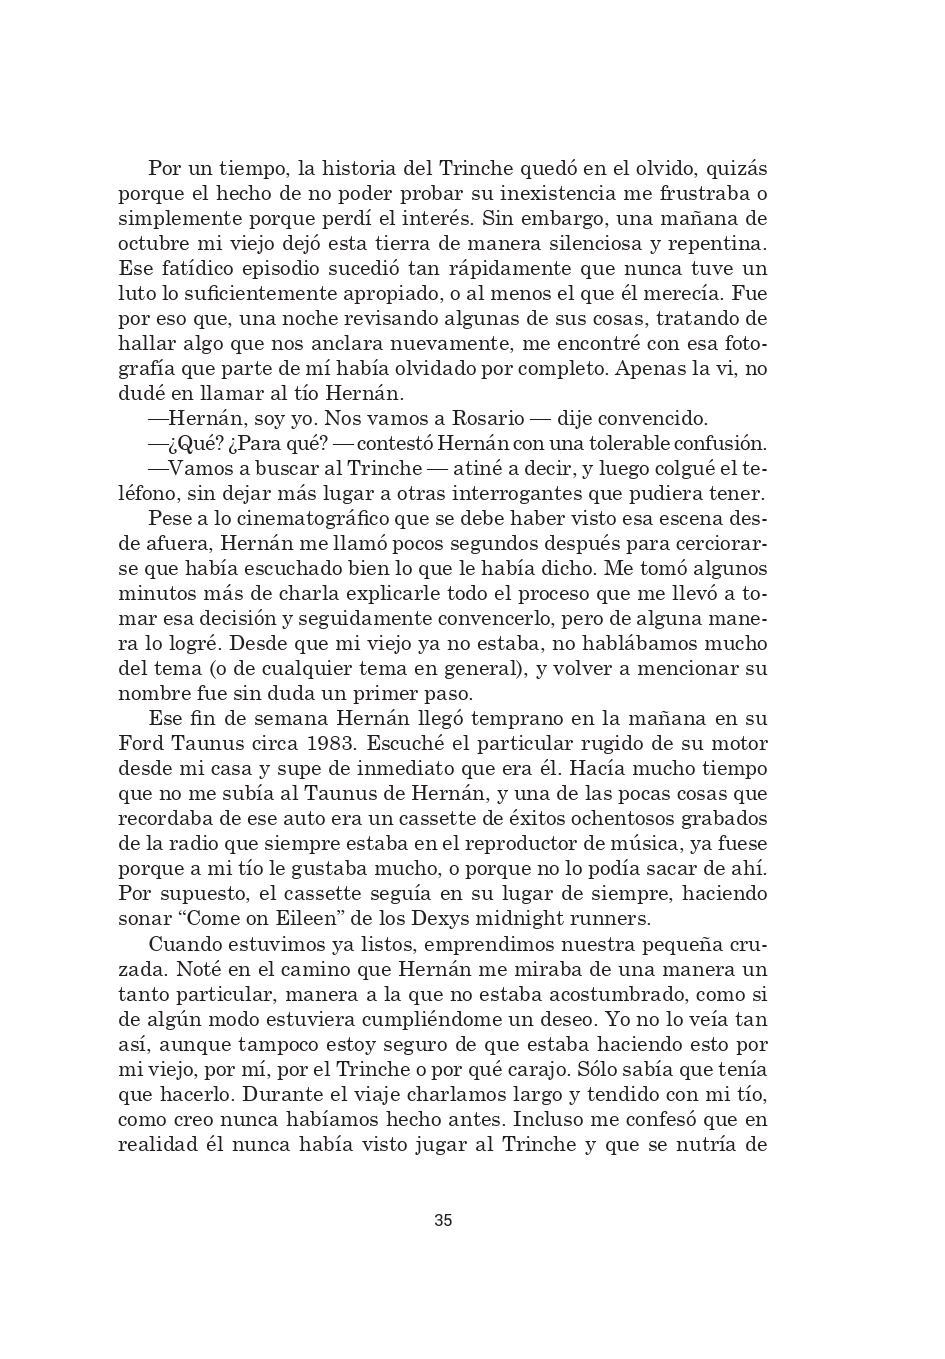 Por un tiempo, la historia del Trinche quedó en el olvido, quizás
porque el hecho de no poder probar su inexistencia me frustraba o
simplemente porque perdí el interés. Sin embargo, una mañana de
octubre mi viejo dejó esta tierra de manera silenciosa y repentina.
Ese fatídico episodio sucedió tan rápidamente que nunca tuve un
luto lo suficientemente apropiado, o al menos el que él merecía. Fue
por eso que, una noche revisando algunas de sus cosas, tratando de
hallar algo que nos anclara nuevamente, me encontré con esa foto-
grafía que parte de mí había olvidado por completo. Apenas la vi, no
dudé en llamar al tío Hernán.
—Hernán, soy yo. Nos vamos a Rosario — dije convencido.
—¿Qué? ¿Para qué? — contestó Hernán con una tolerable confusión.
—Vamos a buscar al Trinche — atiné a decir, y luego colgué el te-
léfono, sin dejar más lugar a otras interrogantes que pudiera tener.
Pese a lo cinematográfico que se debe haber visto esa escena des-
de afuera, Hernán me llamó pocos segundos después para cerciorar-
se que había escuchado bien lo que le había dicho. Me tomó algunos
minutos más de charla explicarle todo el proceso que me llevó a to-
mar esa decisión y seguidamente convencerlo, pero de alguna mane-
ra lo logré. Desde que mi viejo ya no estaba, no hablábamos mucho
del tema (o de cualquier tema en general), y volver a mencionar su
nombre fue sin duda un primer paso.
Ese fin de semana Hernán llegó temprano en la mañana en su
Ford Taunus circa 1983. Escuché el particular rugido de su motor
desde mi casa y supe de inmediato que era él. Hacía mucho tiempo
que no me subía al Taunus de Hernán, y una de las pocas cosas que
recordaba de ese auto era un cassette de éxitos ochentosos grabados
de la radio que siempre estaba en el reproductor de música, ya fuese
porque a mi tío le gustaba mucho, o porque no lo podía sacar de ahí.
Por supuesto, el cassette seguía en su lugar de siempre, haciendo
sonar “Come on Eileen” de los Dexys midnight runners.
Cuando estuvimos ya listos, emprendimos nuestra pequeña cru-
zada. Noté en el camino que Hernán me miraba de una manera un
tanto particular, manera a la que no estaba acostumbrado, como si
de algún modo estuviera cumpliéndome un deseo. Yo no lo veía tan
así, aunque tampoco estoy seguro de que estaba haciendo esto por
mi viejo, por mí, por el Trinche o por qué carajo. Sólo sabía que tenía
que hacerlo. Durante el viaje charlamos largo y tendido con mi tío,
como creo nunca habíamos hecho antes. Incluso me confesó que en
realidad él nunca había visto jugar al Trinche y que se nutría de
35